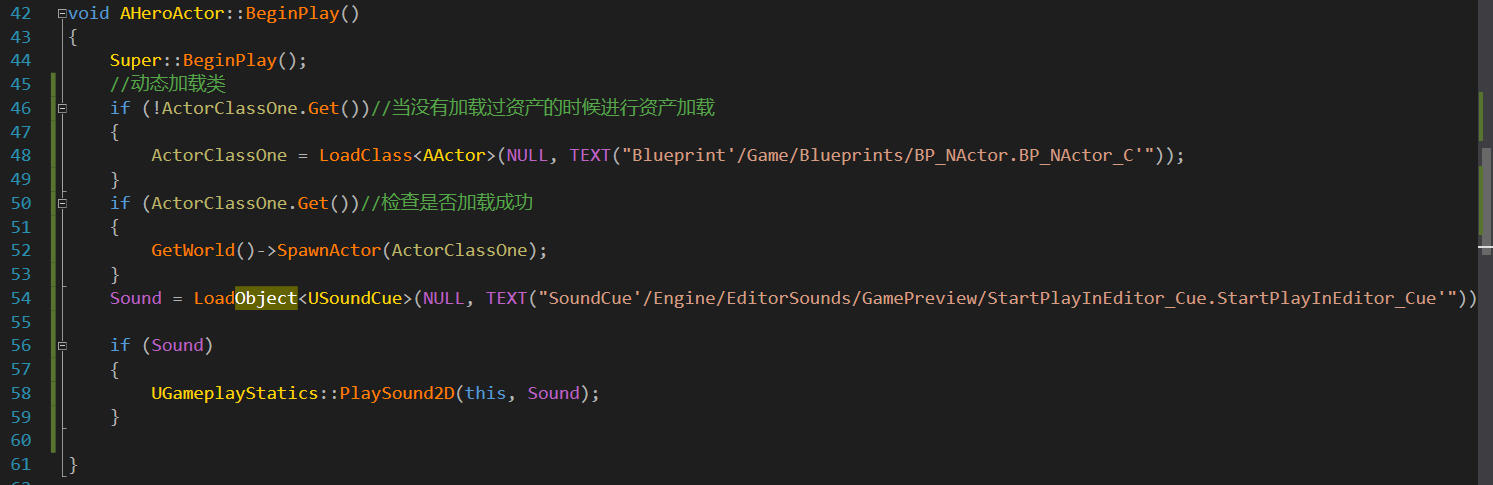 42 void AHeroActor::BeginPlay()
43 {
44 Super::BeginPlay();
45 //动态加载类
46 if (!ActorClassOne.Get())//当没有加载过资产的时候进行资产加载
47 {
48 ActorClassOne = LoadClass<AActor>(NULL, TEXT("Blueprint'/Game/Blueprints/BP_NActor.BP_NActor_C'"));
49 }
50 if (ActorClassOne.Get())//检查是否加载成功
51 {
52 GetWorld()->SpawnActor(ActorClassOne);
53 }
54 Sound = LoadObject<USoundCue>(NULL, TEXT("SoundCue'/Engine/EditorSounds/GamePreview/StartPlayInEditor_Cue.StartPlayInEditor_Cue'"))
55
56 if (Sound)
57 {
58 UGameplayStatics::PlaySound2D(this, Sound);
59 }
60
61 }